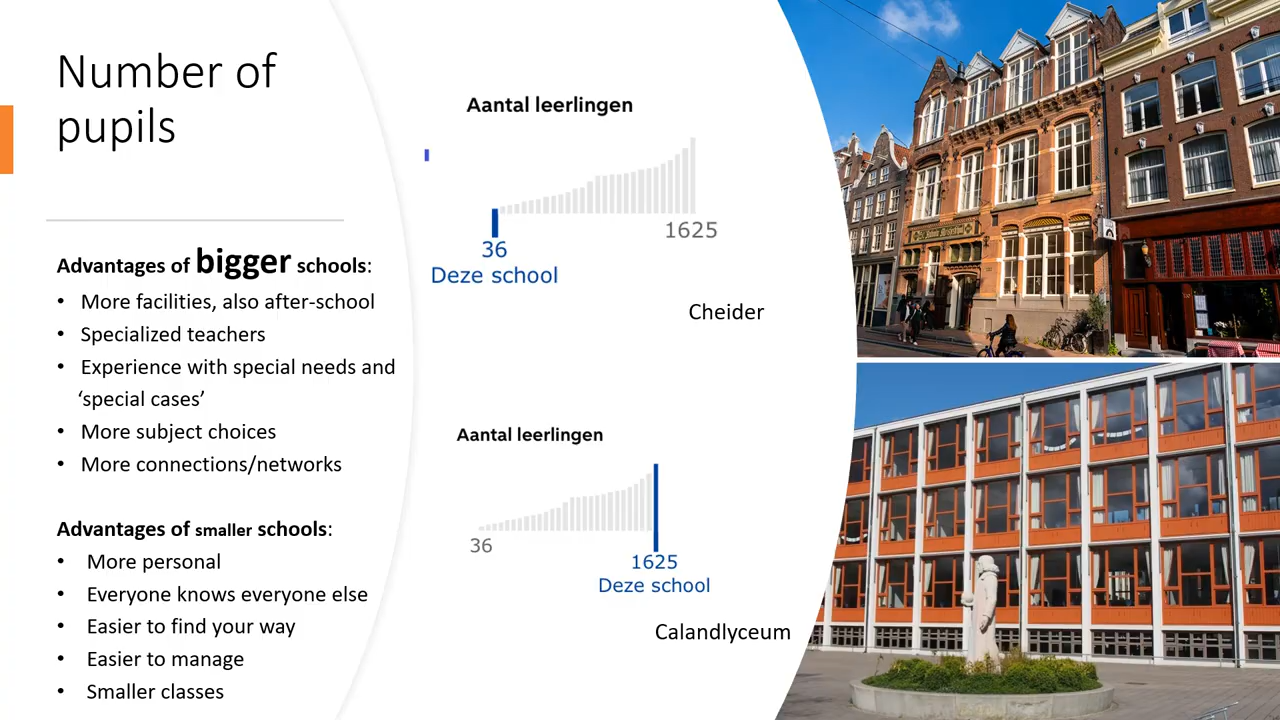 Number of
pupils
Advantages of bigger schools:
• More facilities, also after-school
• Specialized teachers
• Experience with special needs and
‘special cases’
• More subject choices
• More connections/networks
Advantages of smaller schools:
• More personal
• Everyone knows everyone else
• Easier to find your way
• Easier to manage
• Smaller classes
Aantal leerlingen
1625
36
Deze school
Cheider
Aantal leerlingen
36
1625
Deze school
Calandlyceum